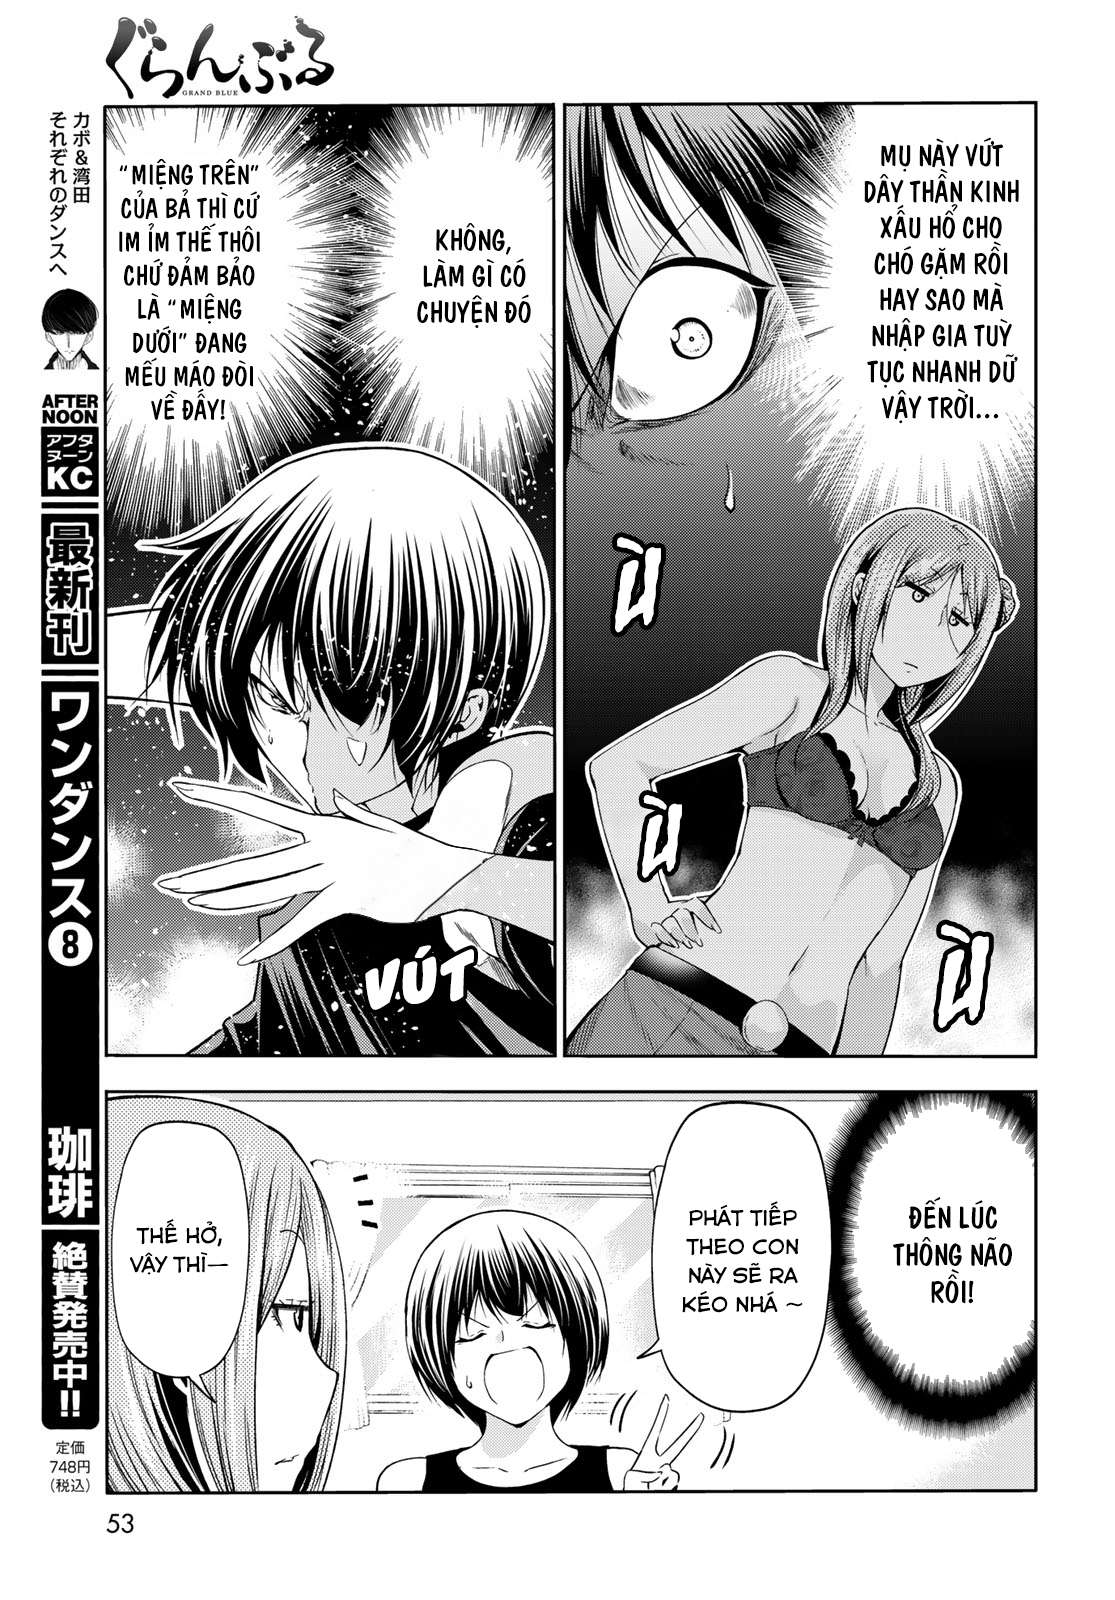 ぐらんぶる
GRAND BLUE
カボ&湾田
それぞれのダンスへ
AFTER
NOON
アフタ
ヌーン
KC
最新刊
ワンダンス8
珈琲
絶賛発売中!!
定価
748円
(税込)
MỤ NÀY VỨT
DÂY THẦN KINH
XẤU HỔ CHO
CHÓ GẶM RỒI
HAY SAO MÀ
NHẬP GIA TUỲ
TỤC NHANH DỮ
VẬY TRỜI...
Ù
Ù
Ù
KHÔNG,
LÀM GÌ CÓ
CHUYỆN ĐÓ
“MIỆNG TRÊN”
CỦA BẢ THÌ CỨ
IM ỈM THẾ THÔI
CHỨ ĐẢM BẢO
LÀ “MIỆNG
DƯỚI” ĐANG
MẾU MÁO ĐÒI
VỀ ĐẤY!
VÚT
ĐẾN LÚC
THÔNG NÃO
RỒI!
PHÁT TIẾP
THEO CON
NÀY SẼ RA
KÉO NHÁ ~
THẾ HỞ,
VẬY THÌ—
53